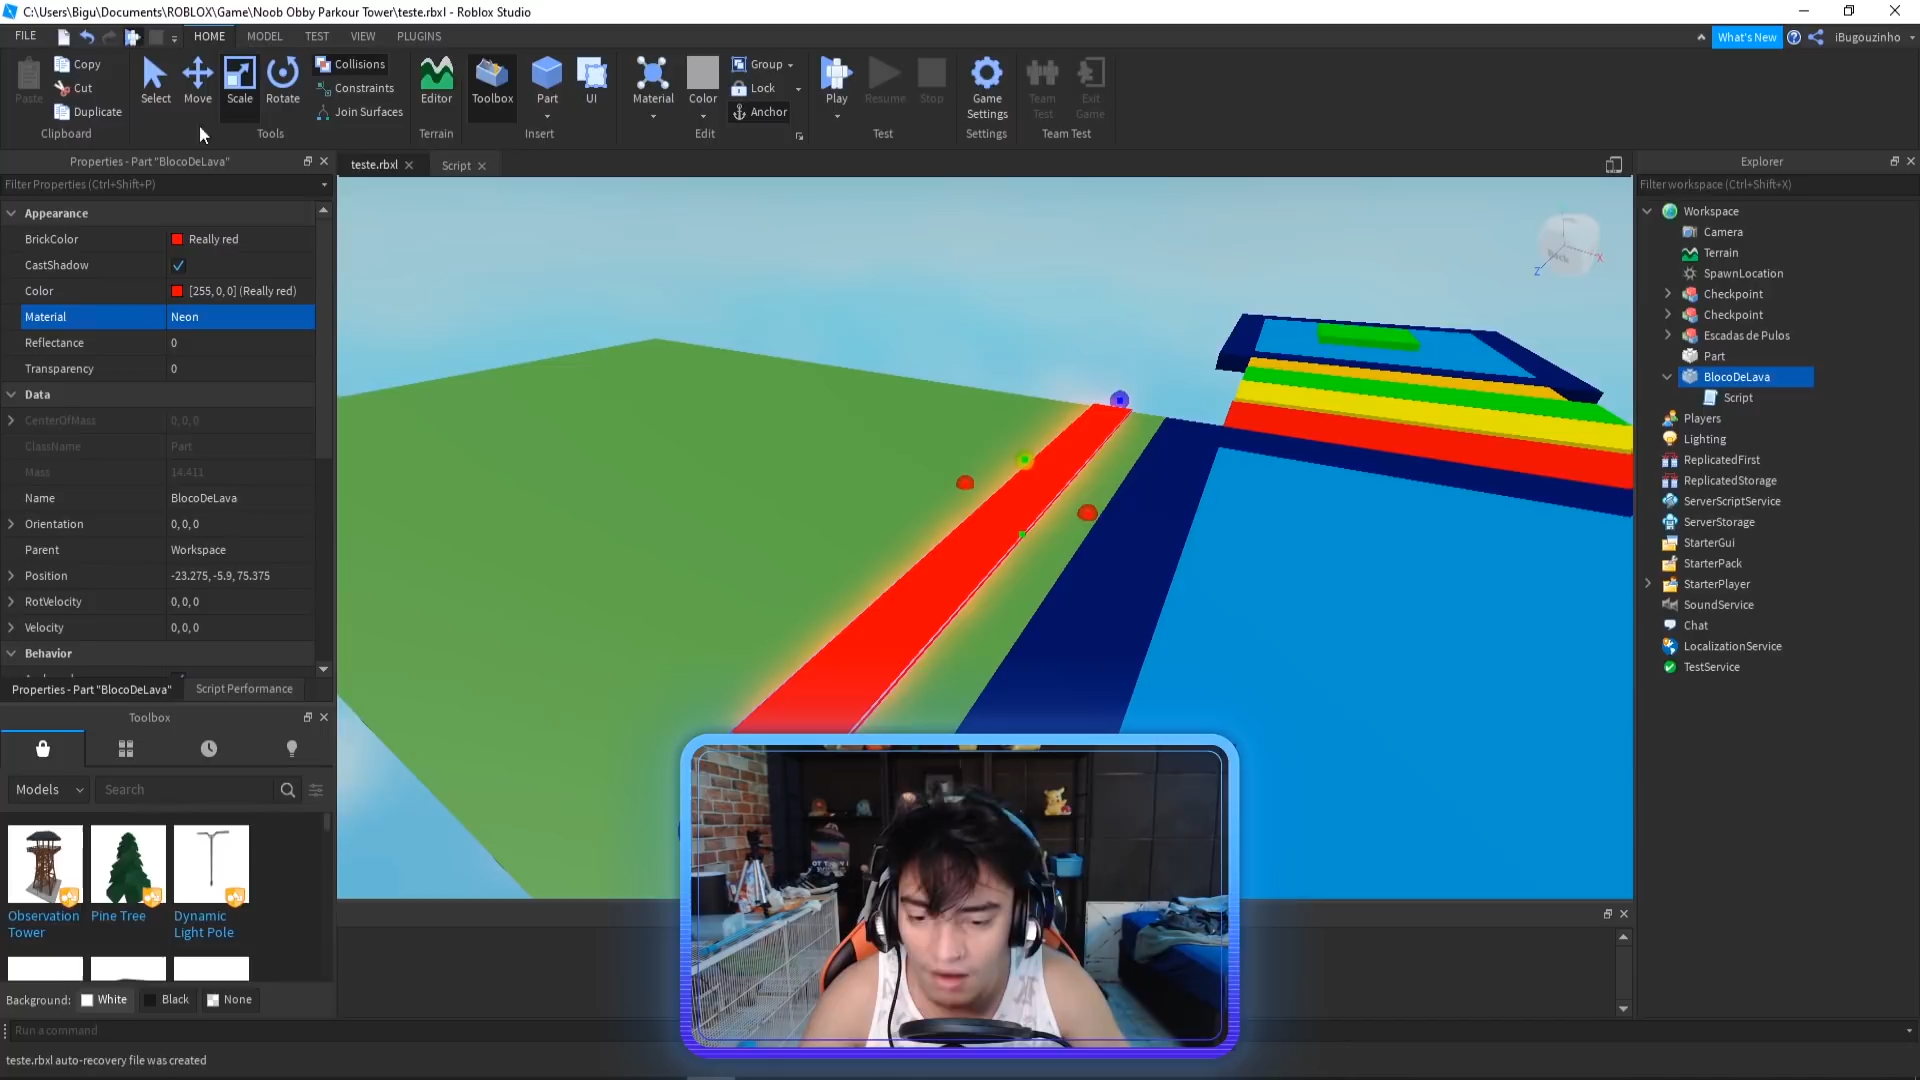 C:\Users\Bigu\Documents\ROBLOX\Game\Noob Obby Parkour Tower\teste.rbxl - Roblox Studio
FILE
HOME
MODEL
TEST
VIEW
PLUGINS
What's New
iBugouzinho
Paste
Copy
Cut
Duplicate
Clipboard
Select
Move
Scale
Rotate
Collisions
Constraints
Join Surfaces
Tools
Editor
Terrain
Toolbox
Part
UI
Insert
Material
Color
Group
Lock
Anchor
Edit
Play
Resume
Stop
Test
Game
Settings
Settings
Team
Test
Exit
Game
Team Test
Properties - Part "BlocoDeLava"
Filter Properties (Ctrl+Shift+P)
Appearance
BrickColor Really red
CastShadow
Color [255, 0, 0] (Really red)
Material Neon
Reflectance 0
Transparency 0
Data
CenterOfMass 0, 0, 0
ClassName Part
Mass 14.411
Name BlocoDeLava
Orientation 0, 0, 0
Parent Workspace
Position -23.275, -5.9, 75.375
RotVelocity 0, 0, 0
Velocity 0, 0, 0
Behavior
Properties - Part "BlocoDeLava"
Script Performance
Toolbox
Models
Search
Observation
Tower
Pine Tree
Dynamic
Light Pole
Background:
White
Black
None
Run a command
teste.rbxl auto-recovery file was created
teste.rbxl
Script
Back
X
Z
Explorer
Filter workspace (Ctrl+Shift+X)
Workspace
Camera
Terrain
SpawnLocation
Checkpoint
Checkpoint
Escadas de Pulos
Part
BlocoDeLava
Script
Players
Lighting
ReplicatedFirst
ReplicatedStorage
ServerScriptService
ServerStorage
StarterGui
StarterPack
StarterPlayer
SoundService
Chat
LocalizationService
TestService